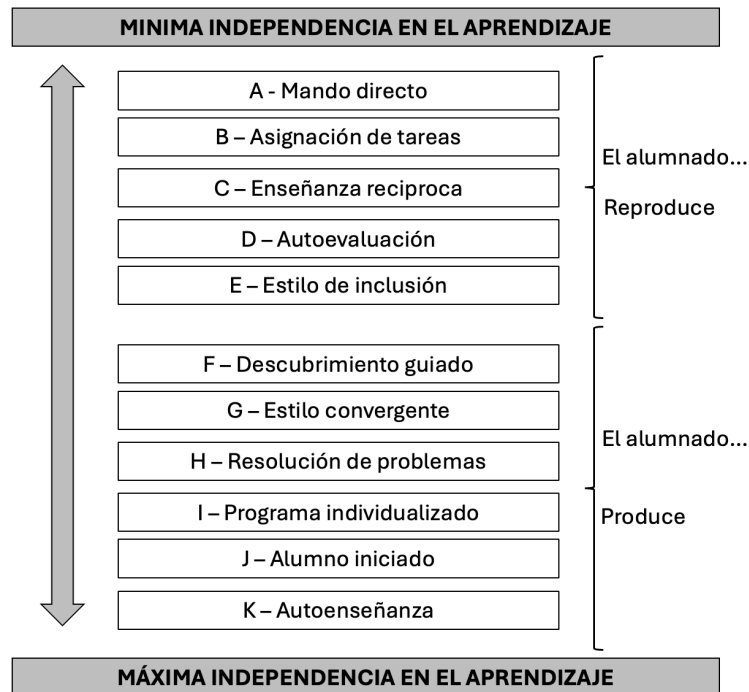 MINIMA INDEPENDENCIA EN EL APRENDIZAJE
A - Mando directo
B – Asignación de tareas
C – Enseñanza reciproca
D – Autoevaluación
E – Estilo de inclusión
El alumnado...
Reproduce
F – Descubrimiento guiado
G – Estilo convergente
H – Resolución de problemas
I – Programa individualizado
J – Alumno iniciado
K – Autoenseñanza
El alumnado...
Produce
MÁXIMA INDEPENDENCIA EN EL APRENDIZAJE